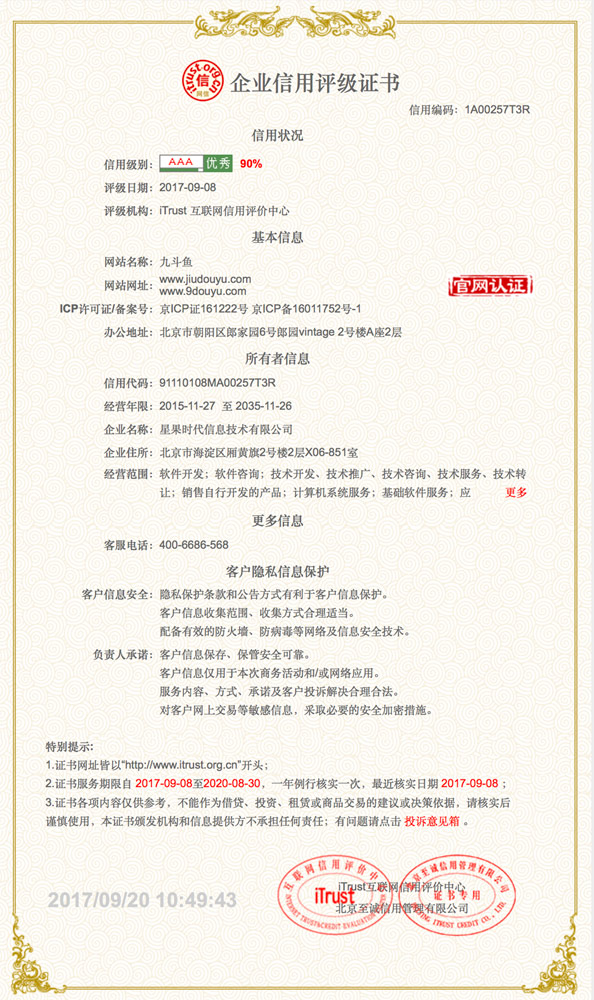 itrust.org.cn
信
网信
企业信用评级证书
信用编码：1A00257T3R
信用状况
信用级别： AAA 优秀 90%
评级日期：2017-09-08
评级机构：iTrust 互联网信用评价中心
基本信息
网站名称：九斗鱼
网站网址：www.jiudouyu.com
www.9douyu.com
官网认证
ICP许可证/备案号：京ICP证161222号 京ICP备16011752号-1
办公地址：北京市朝阳区郎家园6号郎园vintage 2号楼A座2层
所有者信息
信用代码：91110108MA00257T3R
经营年限：2015-11-27 至 2035-11-26
企业名称：星果时代信息技术有限公司
企业住所：北京市海淀区厢黄旗2号楼2层X06-851室
经营范围：软件开发；软件咨询；技术开发、技术推广、技术咨询、技术服务、技术转
让；销售自行开发的产品；计算机系统服务；基础软件服务；应 更多
更多信息
客服电话：400-6686-568
客户隐私信息保护
客户信息安全：隐私保护条款和公告方式有利于客户信息保护。
客户信息收集范围、收集方式合理适当。
配备有效的防火墙、防病毒等网络及信息安全技术。
负责人承诺：客户信息保存、保管安全可靠。
客户信息仅用于本次商务活动和/或网络应用。
服务内容、方式、承诺及客户投诉解决合理合法。
对客户网上交易等敏感信息，采取必要的安全加密措施。
特别提示：
1.证书网址皆以"http://www.itrust.org.cn"开头；
2.证书服务期限自 2017-09-08至2020-08-30，一年例行核实一次，最近核实日期 2017-09-08；
3.证书各项内容仅供参考，不能作为借贷、投资、租赁或商品交易的建议或决策依据，请核实后
谨慎使用，本证书颁发机构和信息提供方不承担任何责任；有问题请点击 投诉意见箱 。
互联网信用评价中心
iTrust
INTERNET TRUST&CREDIT EVALUATION
北京至诚信用管理有限公司
证书专用
ITRUST CREDIT CO., LTD.
iTrust互联网信用评价中心
北京至诚信用管理有限公司
2017/09/20 10:49:43